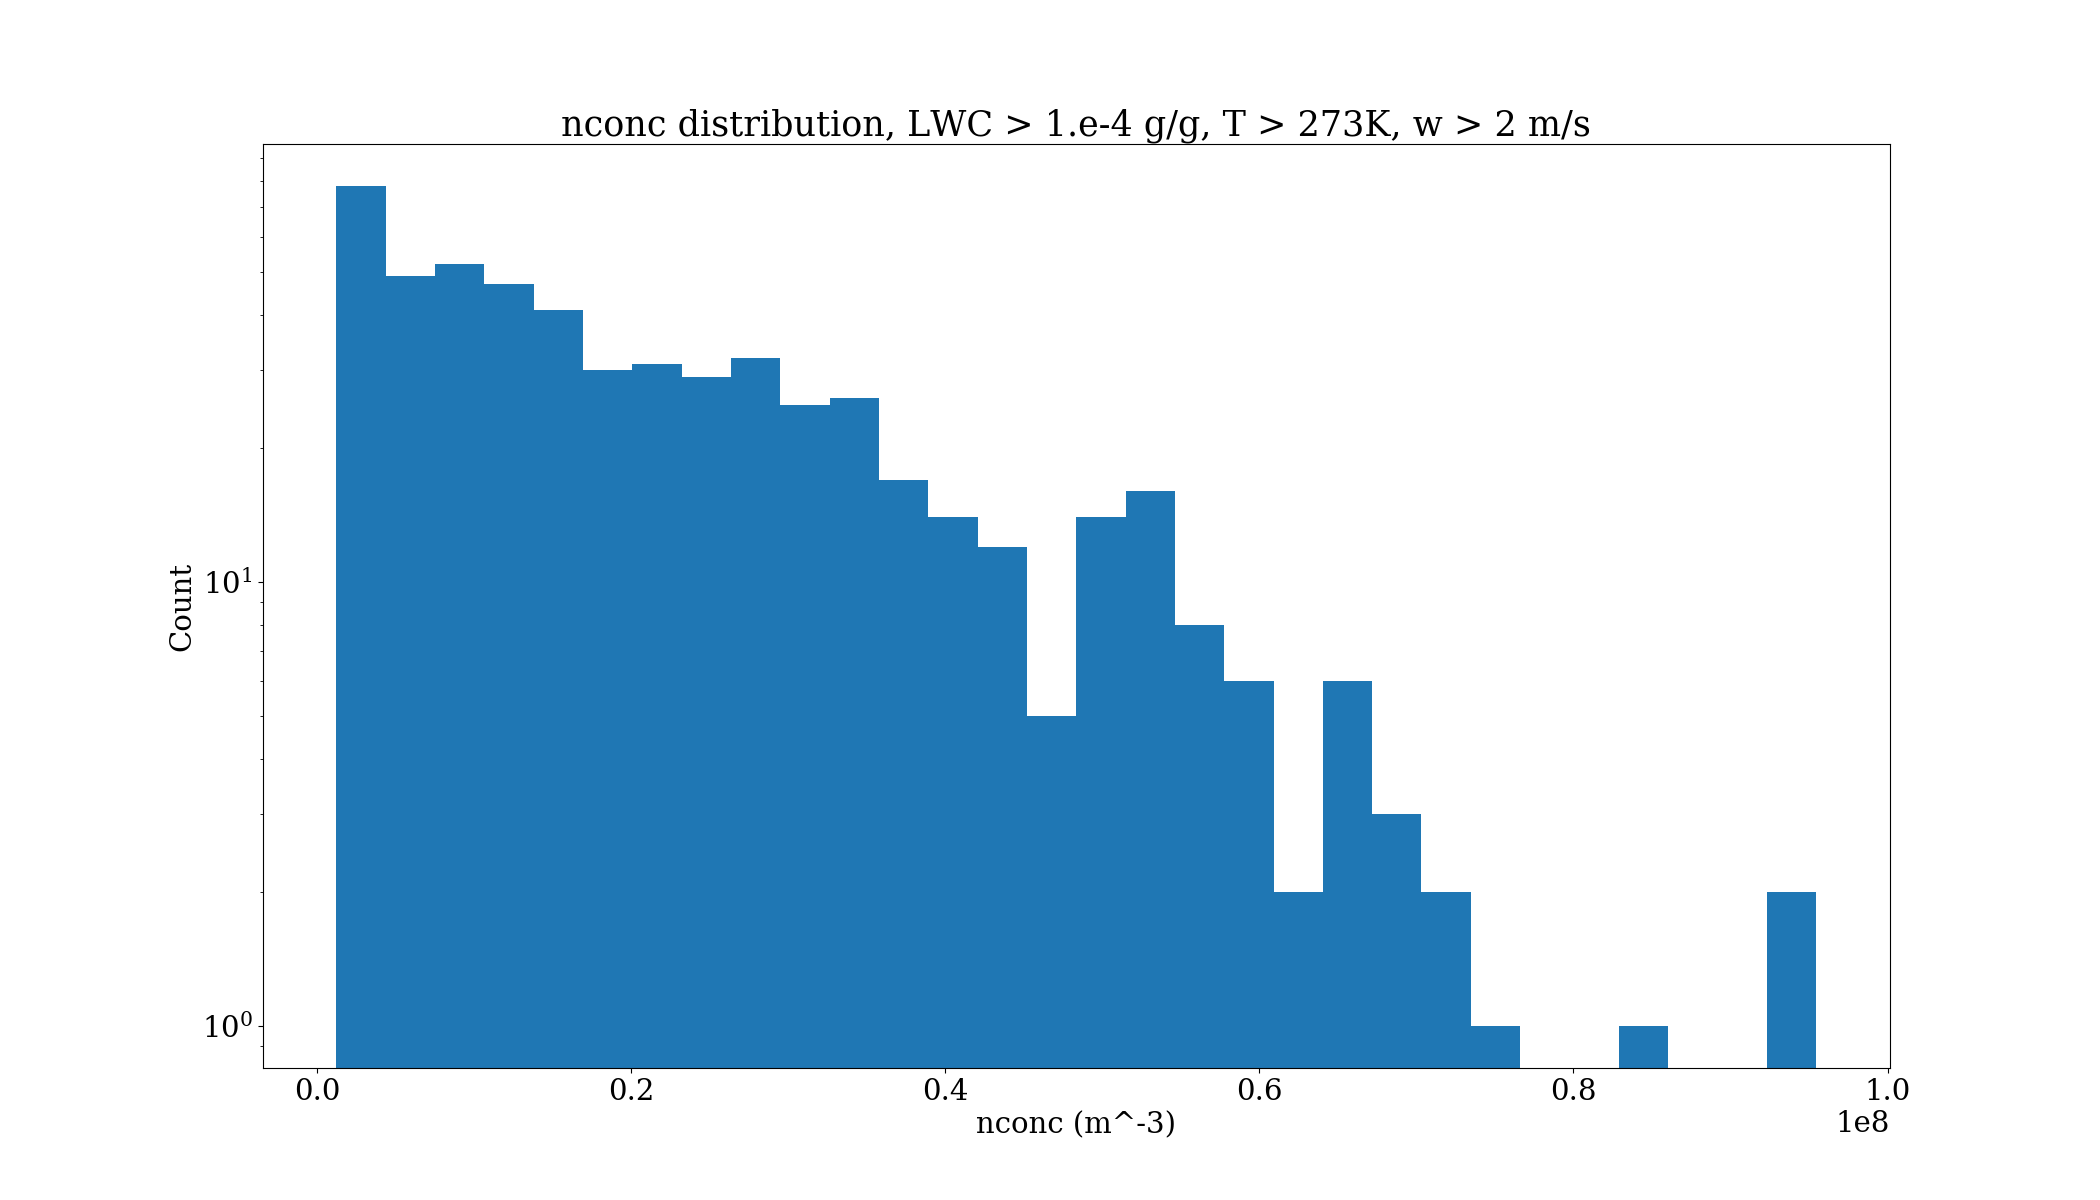 nconc distribution, LWC > 1.e-4 g/g, T > 273K, w > 2 m/s
Count
10¹
10⁰
0.0 0.2 0.4 0.6 0.8 1.0
nconc (m^-3)
1e8